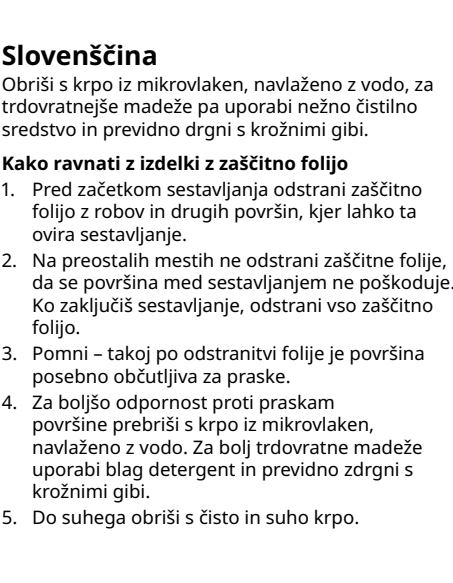 Slovenščina
Obriši s krpo iz mikrovlaken, navlaženo z vodo, za
trdovratnejše madeže pa uporabi nežno čistilno
sredstvo in previdno drgni s krožnimi gibi.
Kako ravnati z izdelki z zaščitno folijo
1. Pred začetkom sestavljanja odstrani zaščitno
folijo z robov in drugih površin, kjer lahko ta
ovira sestavljanje.
2. Na preostalih mestih ne odstrani zaščitne folije,
da se površina med sestavljanjem ne poškoduje.
Ko zaključiš sestavljanje, odstrani vso zaščitno
folijo.
3. Pomni – takoj po odstranitvi folije je površina
posebno občutljiva za praske.
4. Za boljšo odpornost proti praskam
površine prebriši s krpo iz mikrovlaken,
navlaženo z vodo. Za bolj trdovratne madeže
uporabi blag detergent in previdno zdrgni s
krožnimi gibi.
5. Do suhega obriši s čisto in suho krpo.